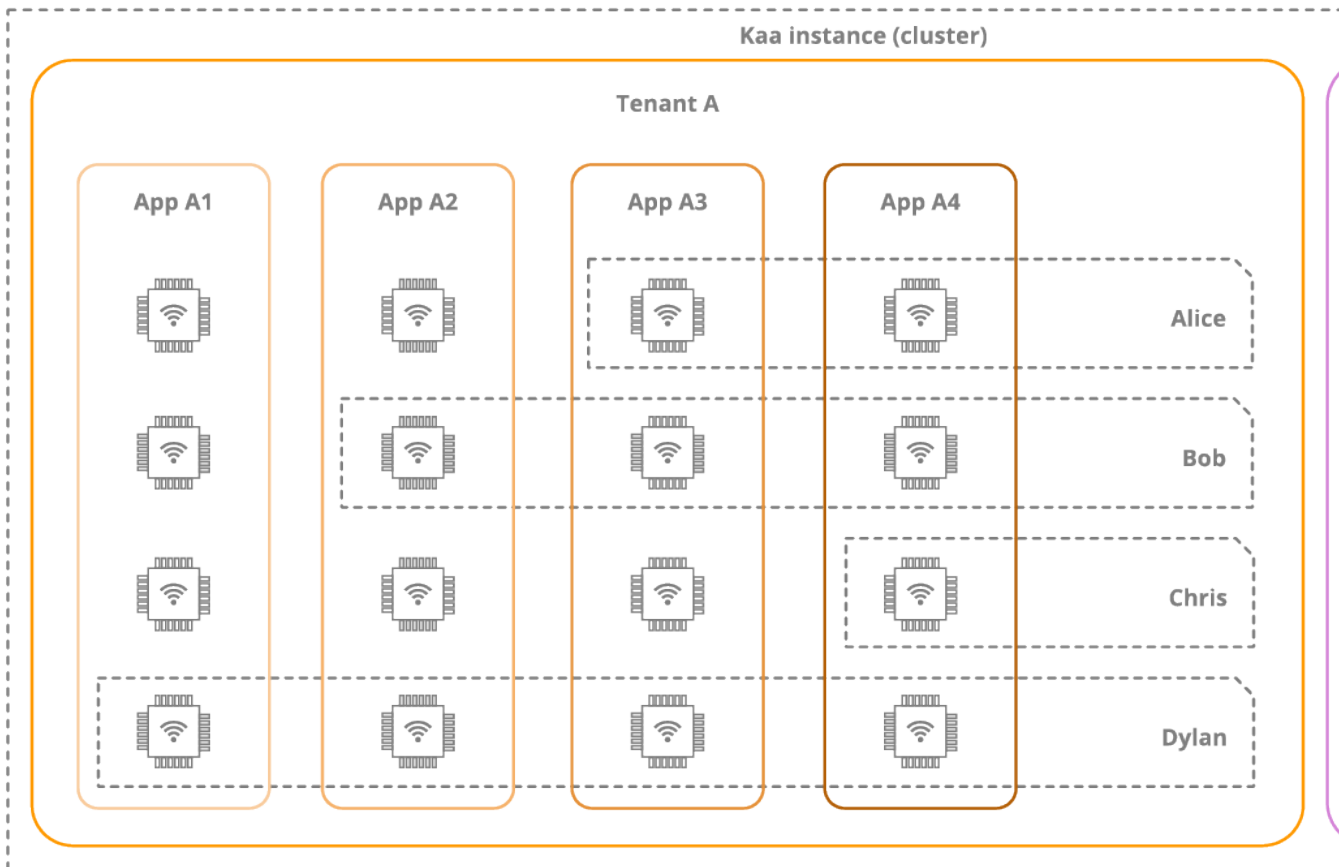 Kaa instance (cluster)
Tenant A
App A1
App A2
App A3
App A4
Alice
Bob
Chris
Dylan